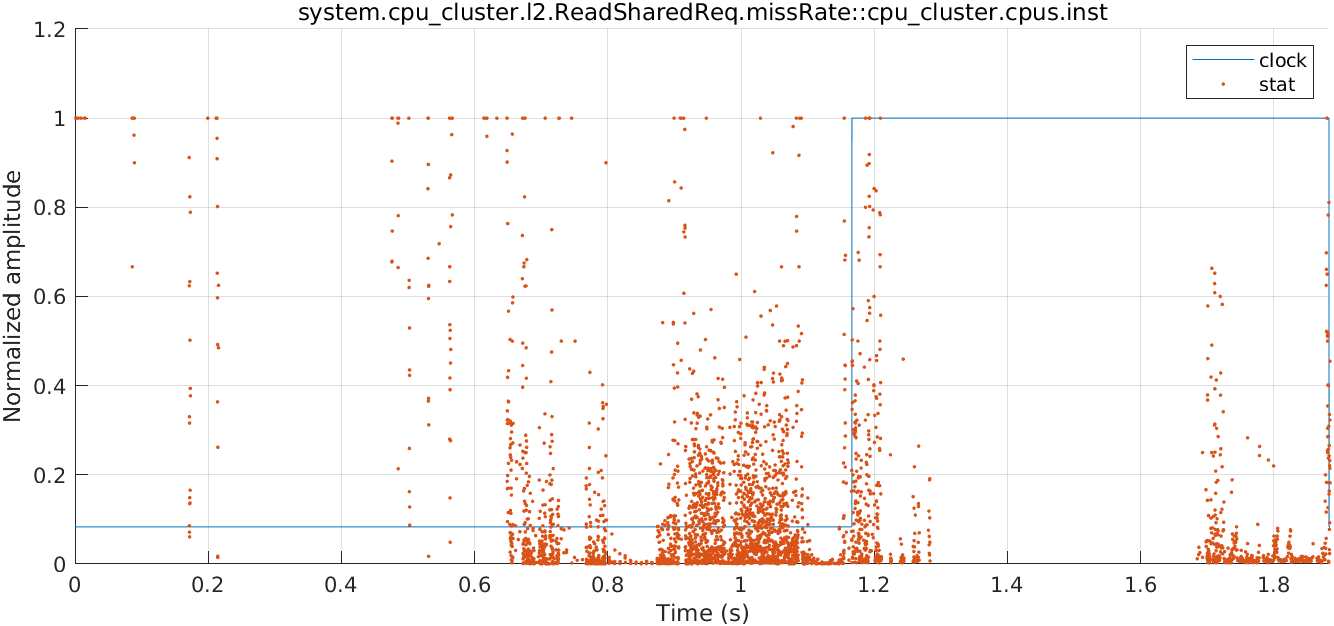 system.cpu_cluster.l2.ReadSharedReq.missRate::cpu_cluster.cpus.inst
1.2
clock
stat
1
0.8
Normalized amplitude
0.6
0.4
0.2
0
0 0.2 0.4 0.6 0.8 1 1.2 1.4 1.6 1.8
Time (s)